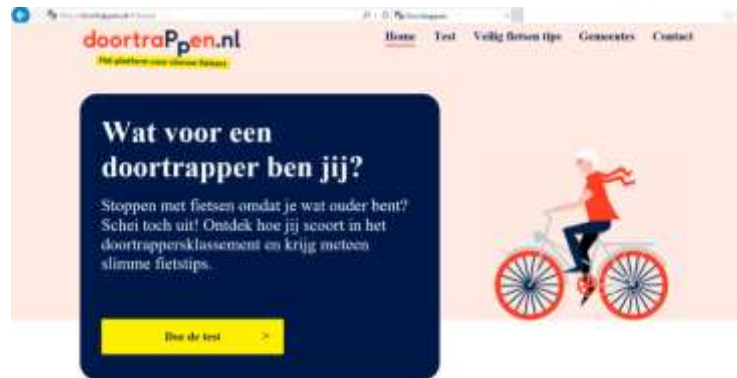 doortraPpen.nl
Hét platform voor slimme fietsers
Home Test Veilig fietsen tips Gemeentes Contact
Wat voor een
doortrapper ben jij?
Stoppen met fietsen omdat je wat ouder bent?
Schei toch uit! Ontdek hoe jij scoort in het
doortrappersklassement en krijg meteen
slimme fietstips.
Doe de test >